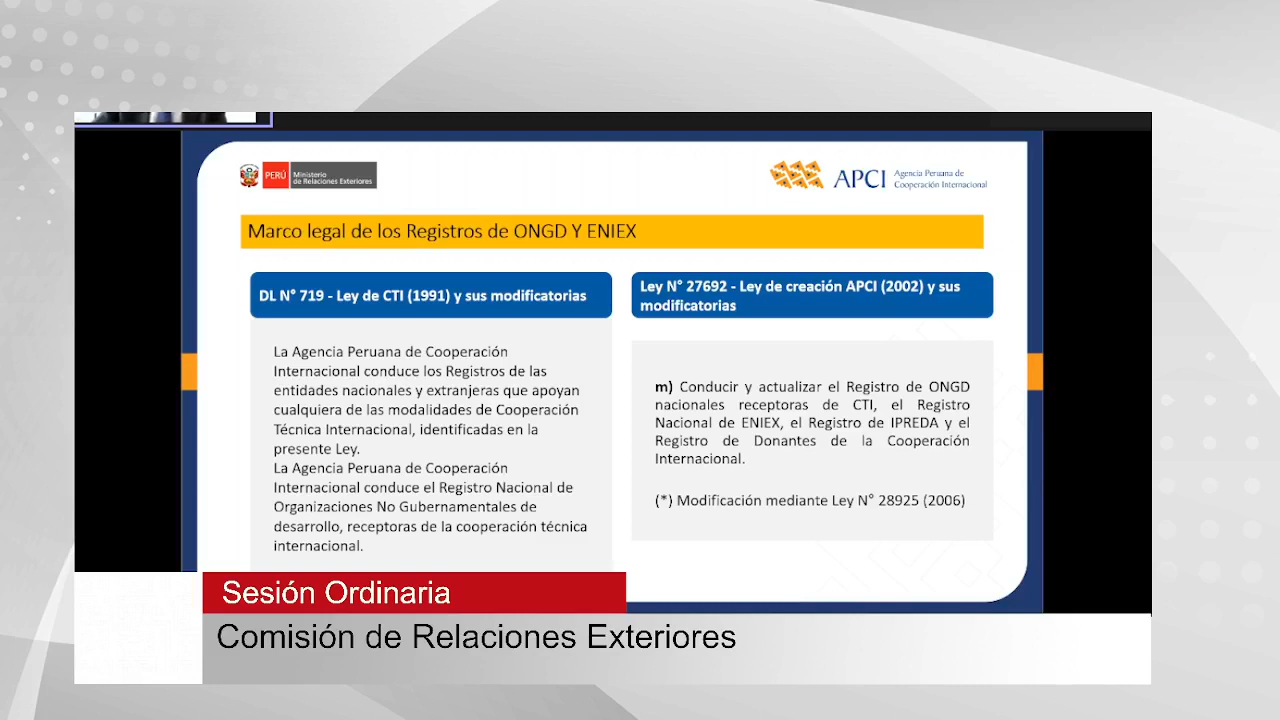 PERÚ
Ministerio
de Relaciones Exteriores
APCI
Agencia Peruana de
Cooperación Internacional
Marco legal de los Registros de ONGD Y ENIEX
DL N° 719 - Ley de CTI (1991) y sus modificatorias
La Agencia Peruana de Cooperación
Internacional conduce los Registros de las
entidades nacionales y extranjeras que apoyan
cualquiera de las modalidades de Cooperación
Técnica Internacional, identificadas en la
presente Ley.
La Agencia Peruana de Cooperación
Internacional conduce el Registro Nacional de
Organizaciones No Gubernamentales de
desarrollo, receptoras de la cooperación técnica
internacional.
Ley N° 27692 - Ley de creación APCI (2002) y sus
modificatorias
m) Conducir y actualizar el Registro de ONGD
nacionales receptoras de CTI, el Registro
Nacional de ENIEX, el Registro de IPREDA y el
Registro de Donantes de la Cooperación
Internacional.
(*) Modificación mediante Ley N° 28925 (2006)
Sesión Ordinaria
Comisión de Relaciones Exteriores